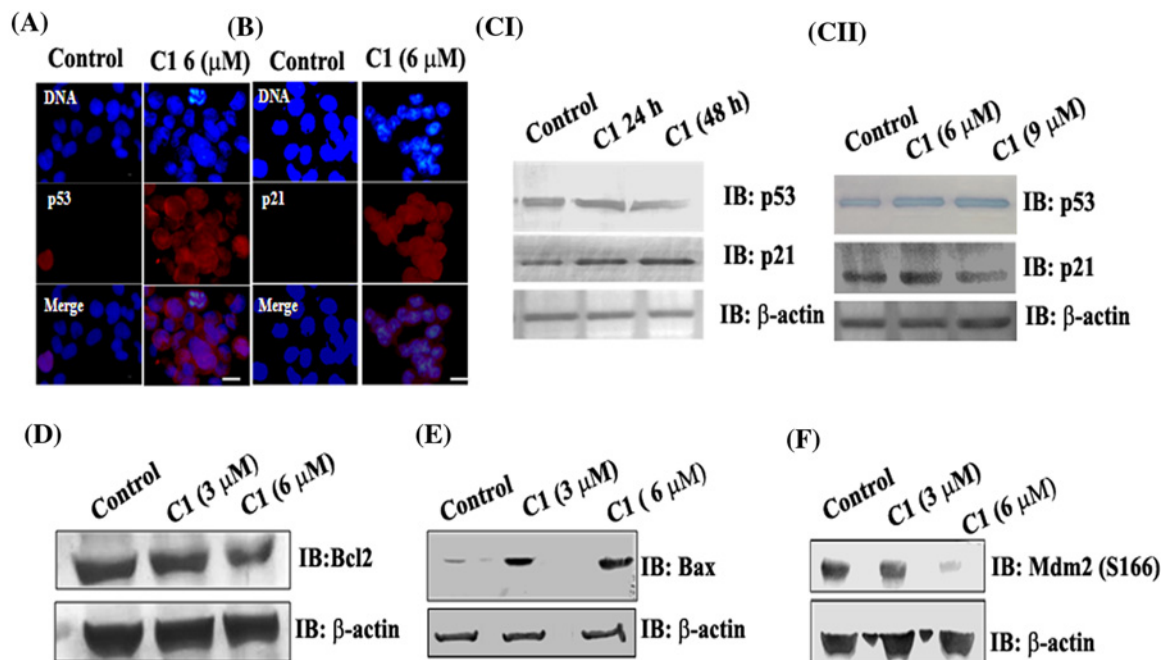 (A)
Control
C1 6 (µM)
DNA
p53
Merge
(B)
Control
C1 (6 µM)
DNA
p21
Merge
(CI)
Control
C1 24 h
C1 (48 h)
IB: p53
IB: p21
IB: β-actin
(CII)
Control
C1 (6 µM)
C1 (9 µM)
IB: p53
IB: p21
IB: β-actin
(D)
Control
C1 (3 µM)
C1 (6 µM)
IB:Bcl2
IB: β-actin
(E)
Control
C1 (3 µM)
C1 ( 6 µM)
IB: Bax
IB: β-actin
(F)
Control
C1 (3 µM)
C1 (6 µM)
IB: Mdm2 (S166)
IB: β-actin